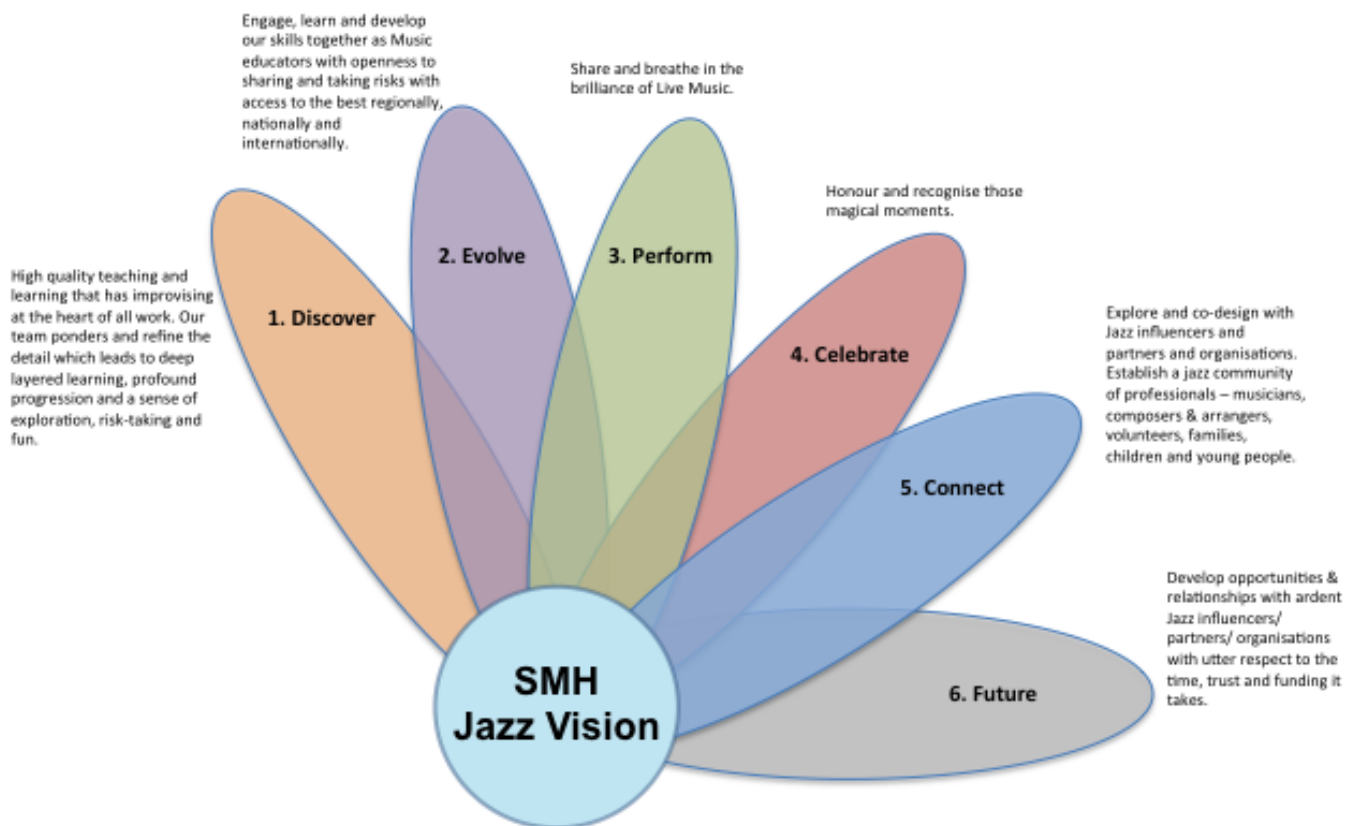 Engage, learn and develop
our skills together as Music
educators with openness to
sharing and taking risks with
access to the best regionally,
nationally and
internationally.
Share and breathe in the
brilliance of Live Music.
Honour and recognise those
magical moments.
High quality teaching and
learning that has improvising
at the heart of all work. Our
team ponders and refine the
detail which leads to deep
layered learning, profound
progression and a sense of
exploration, risk-taking and
fun.
1. Discover
2. Evolve
3. Perform
4. Celebrate
Explore and co-design with
Jazz influencers and
partners and organisations.
Establish a jazz community
of professionals – musicians,
composers & arrangers,
volunteers, families,
children and young people.
5. Connect
Develop opportunities &
relationships with ardent
Jazz influencers/
partners/ organisations
with utter respect to the
time, trust and funding it
takes.
6. Future
SMH
Jazz Vision